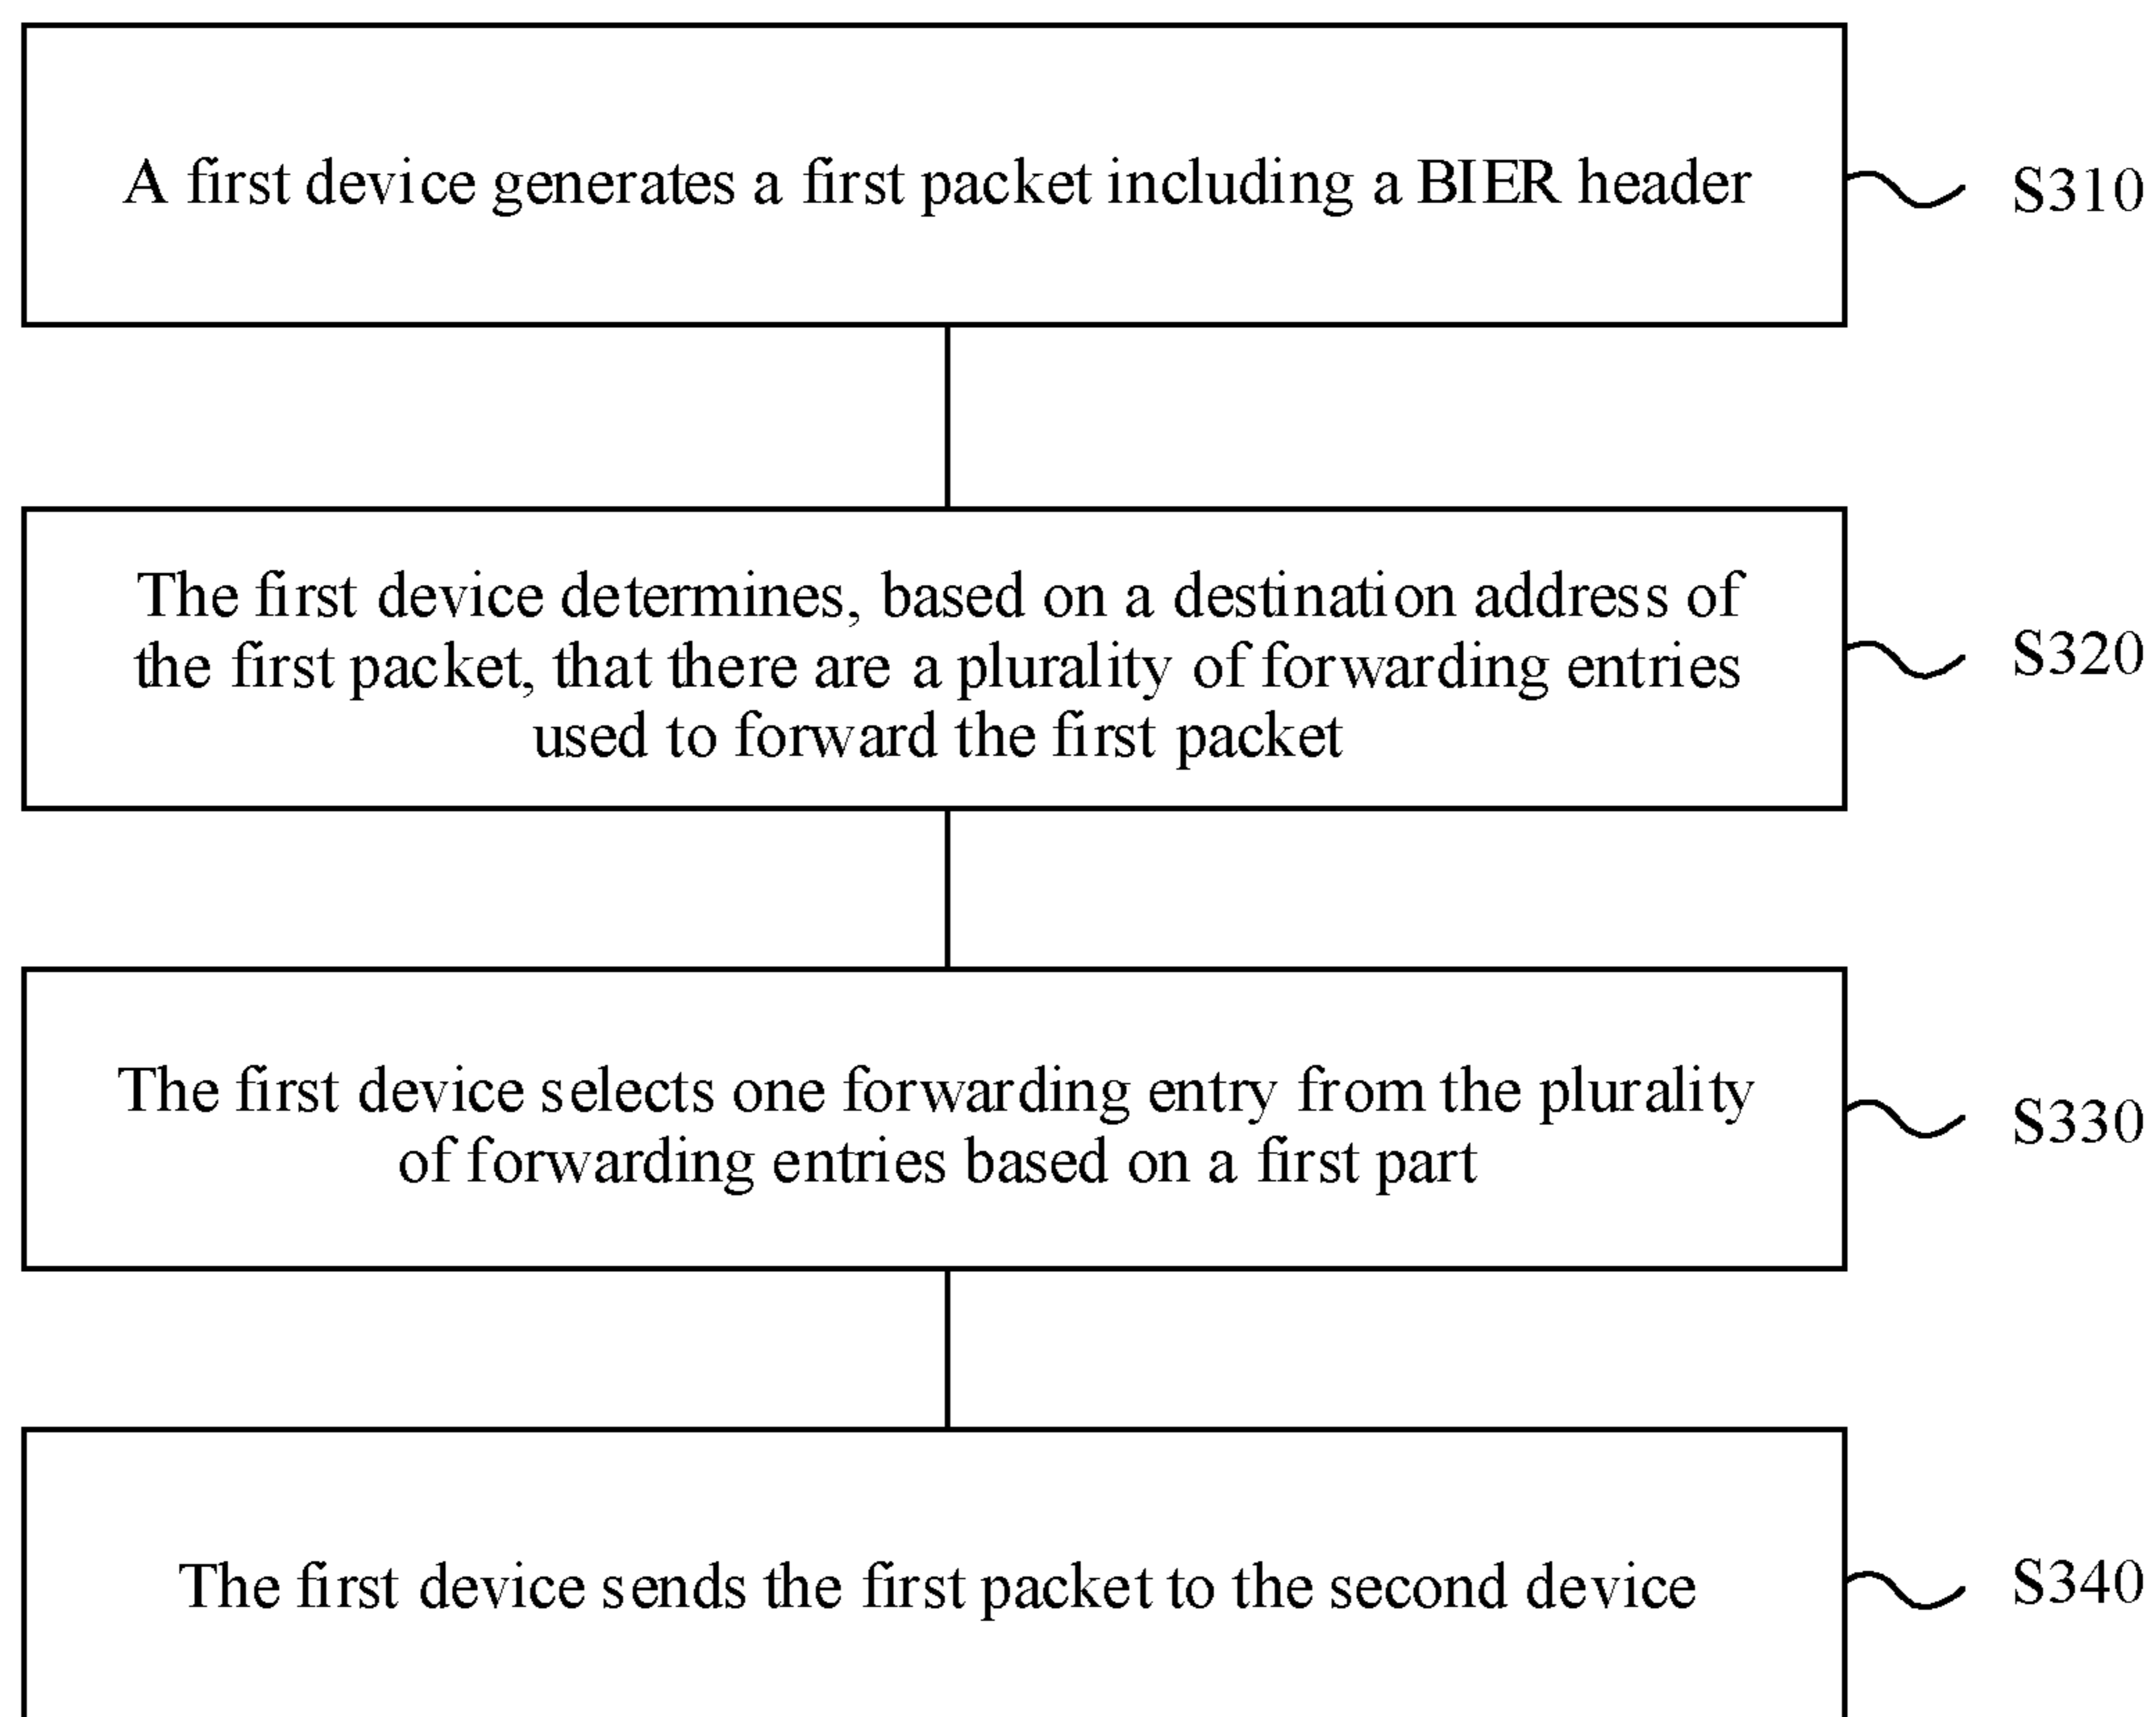 A first device generates a first packet including a BIER header
S310
The first device determines, based on a destination address of
the first packet, that there are a plurality of forwarding entries
used to forward the first packet
S320
The first device selects one forwarding entry from the plurality
of forwarding entries based on a first part
S330
The first device sends the first packet to the second device
S340